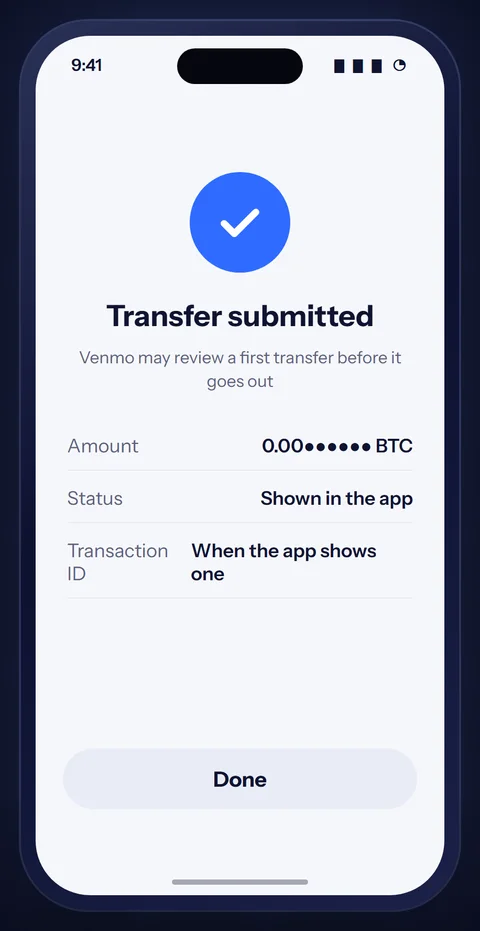 9:41
Transfer submitted
Venmo may review a first transfer before it
goes out
Amount 0.00●●●●●● BTC
Status Shown in the app
Transaction ID When the app shows one
Done